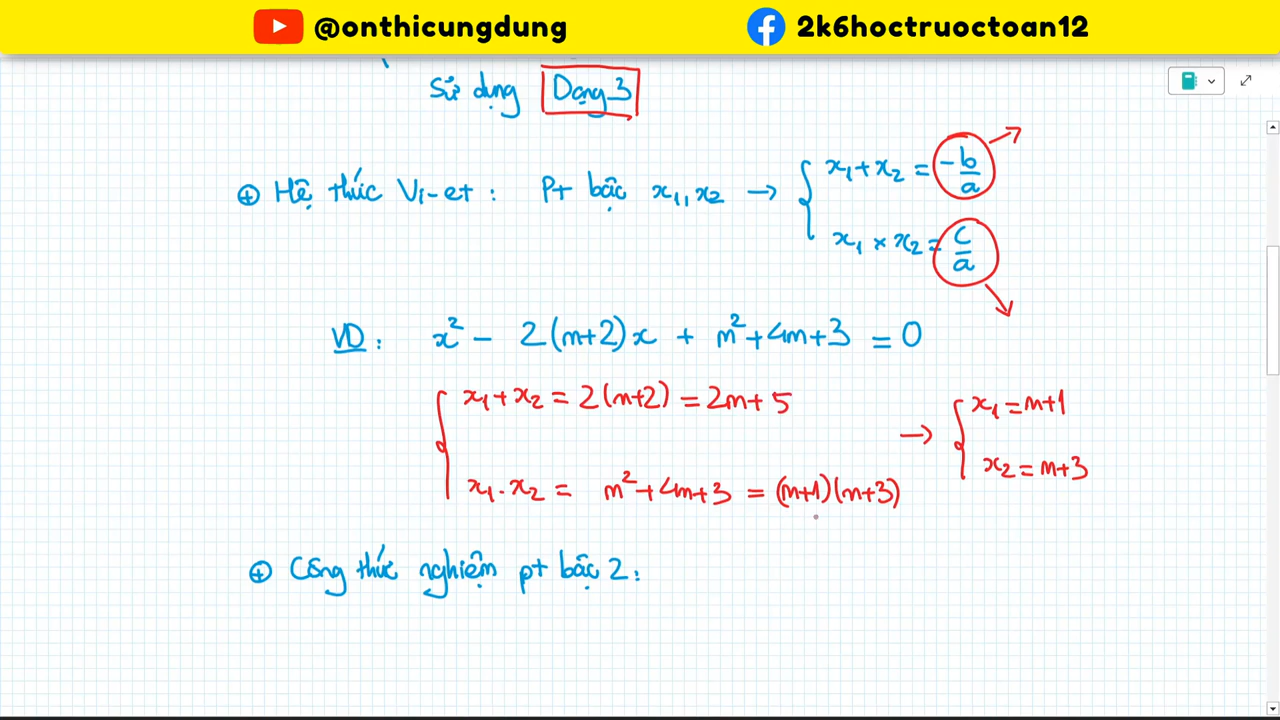 @onthicungdung 2k6hoctruoctoan12
Sử dụng Dạng 3
⊕ Hệ thức Vi-et : Pt bậc x₁, x₂ → { x₁ + x₂ = -b/a
x₁ × x₂ = c/a
VD : x² - 2(m+2)x + m² + 4m + 3 = 0
{ x₁ + x₂ = 2(m+2) = 2m + 5
x₁ . x₂ = m² + 4m + 3 = (m+1)(m+3)
→ { x₁ = m+1
x₂ = m+3
⊕ Công thức nghiệm pt bậc 2 :